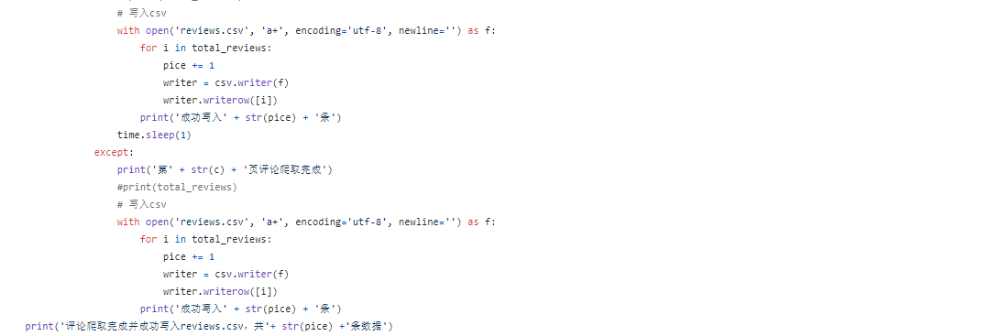 # 写入csv
with open('reviews.csv', 'a+', encoding='utf-8', newline='') as f:
for i in total_reviews:
pice += 1
writer = csv.writer(f)
writer.writerow([i])
print('成功写入' + str(pice) + '条')
time.sleep(1)
except:
print('第' + str(c) + '页评论爬取完成')
#print(total_reviews)
# 写入csv
with open('reviews.csv', 'a+', encoding='utf-8', newline='') as f:
for i in total_reviews:
pice += 1
writer = csv.writer(f)
writer.writerow([i])
print('成功写入' + str(pice) + '条')
print('评论爬取完成并成功写入reviews.csv，共'+ str(pice) +'条数据')